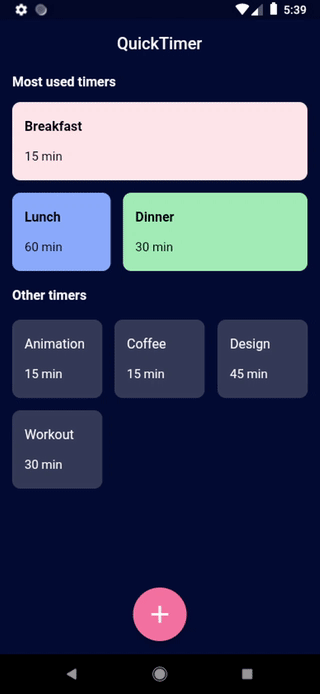 5:39
QuickTimer
Most used timers
Breakfast
15 min
Lunch
60 min
Dinner
30 min
Other timers
Animation
15 min
Coffee
15 min
Design
45 min
Workout
30 min
+